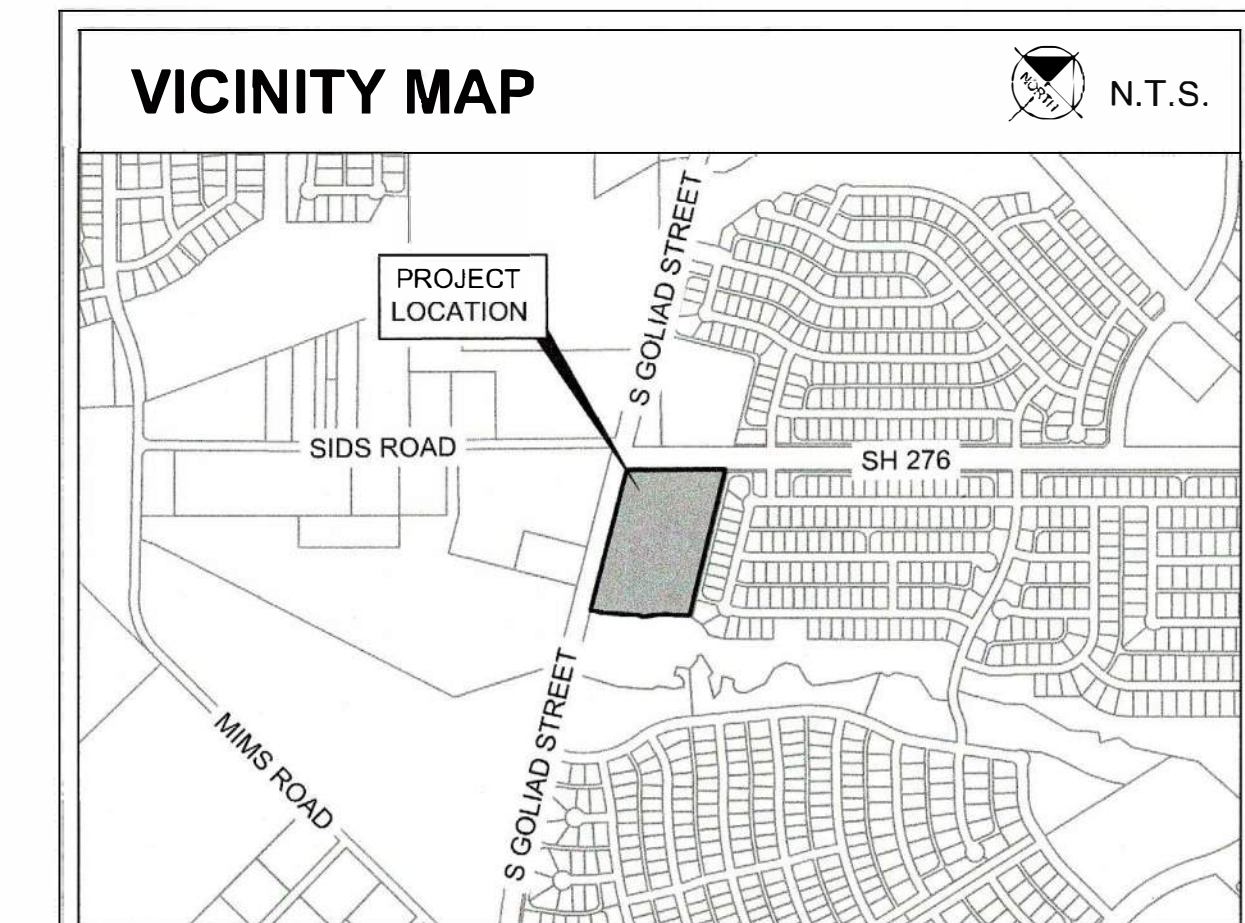 VICINITY MAP
NORTH
N.T.S.
S GOLIAD STREET
PROJECT
LOCATION
SIDS ROAD
SH 276
S GOLIAD STREET
MIMS ROAD